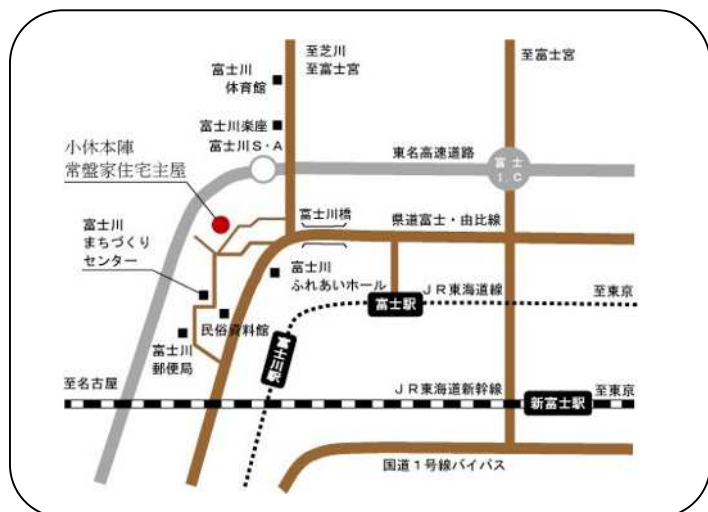 至芝川
至富士宮
至富士宮
富士川
体育館
富士川楽座
富士川S・A
小休本陣
常盤家住宅主屋
東名高速道路
富士
I.C
富士川橋
県道富士・由比線
富士川
まちづくり
センター
富士川
ふれあいホール
JR東海道線
至東京
富士駅
民俗資料館
富士川駅
富士川
郵便局
至名古屋
JR東海道新幹線
至東京
新富士駅
国道1号線バイパス